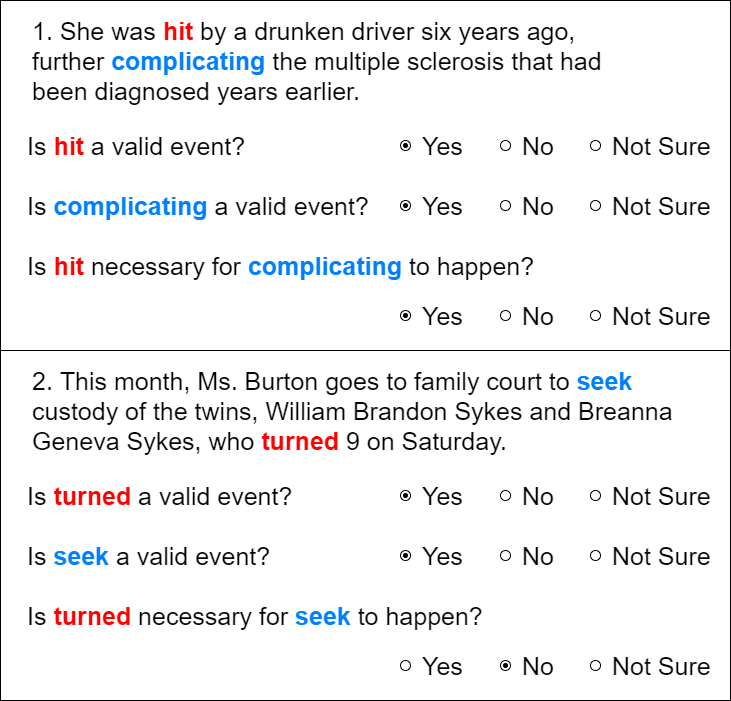 1. She was hit by a drunken driver six years ago,
further complicating the multiple sclerosis that had
been diagnosed years earlier.
Is hit a valid event? Yes No Not Sure
Is complicating a valid event? Yes No Not Sure
Is hit necessary for complicating to happen?
Yes No Not Sure
2. This month, Ms. Burton goes to family court to seek
custody of the twins, William Brandon Sykes and Breanna
Geneva Sykes, who turned 9 on Saturday.
Is turned a valid event? Yes No Not Sure
Is seek a valid event? Yes No Not Sure
Is turned necessary for seek to happen?
Yes No Not Sure